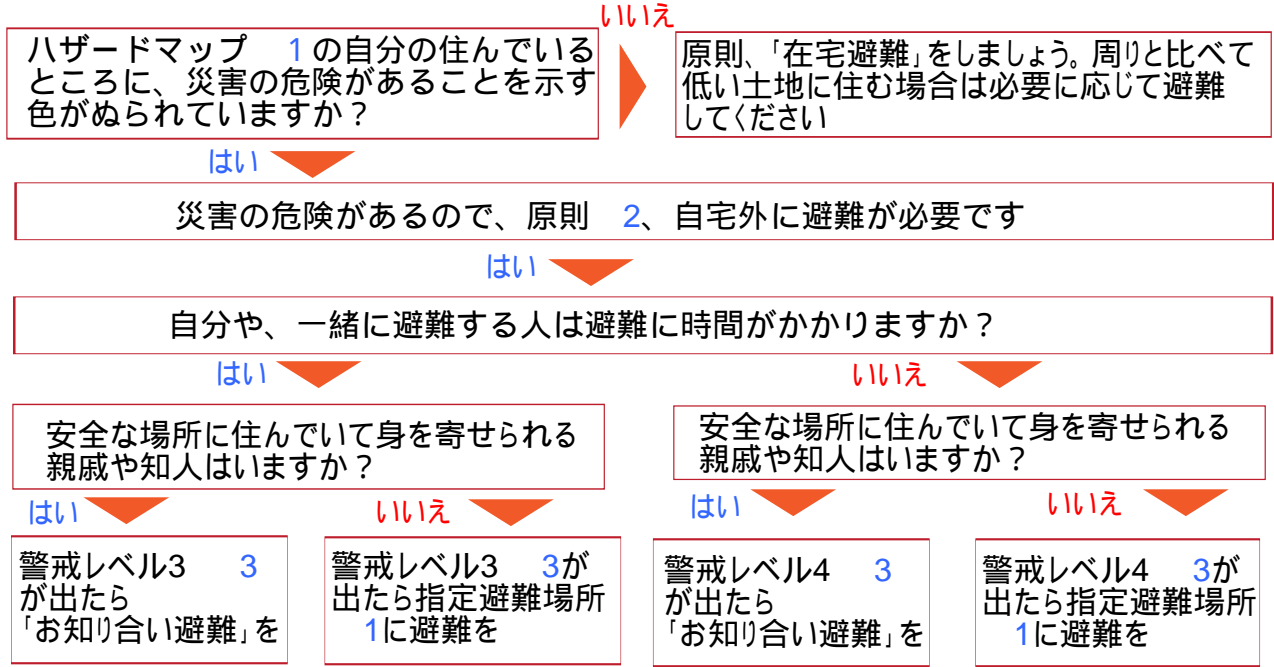 いいえ
ハザードマップ　1の自分の住んでいる
ところに、災害の危険があることを示す
色がぬられていますか？
原則、「在宅避難」をしましょう。周りと比べて
低い土地に住む場合は必要に応じて避難
してください
はい
災害の危険があるので、原則　2、自宅外に避難が必要です
はい
自分や、一緒に避難する人は避難に時間がかかりますか？
はい
いいえ
安全な場所に住んでいて身を寄せられる
親戚や知人はいますか？
安全な場所に住んでいて身を寄せられる
親戚や知人はいますか？
はい
いいえ
はい
いいえ
警戒レベル3　3
が出たら
「お知り合い避難」を
警戒レベル3　3が
出たら指定避難場所
1に避難を
警戒レベル4　3
が出たら
「お知り合い避難」を
警戒レベル4　3が
出たら指定避難場所
1に避難を